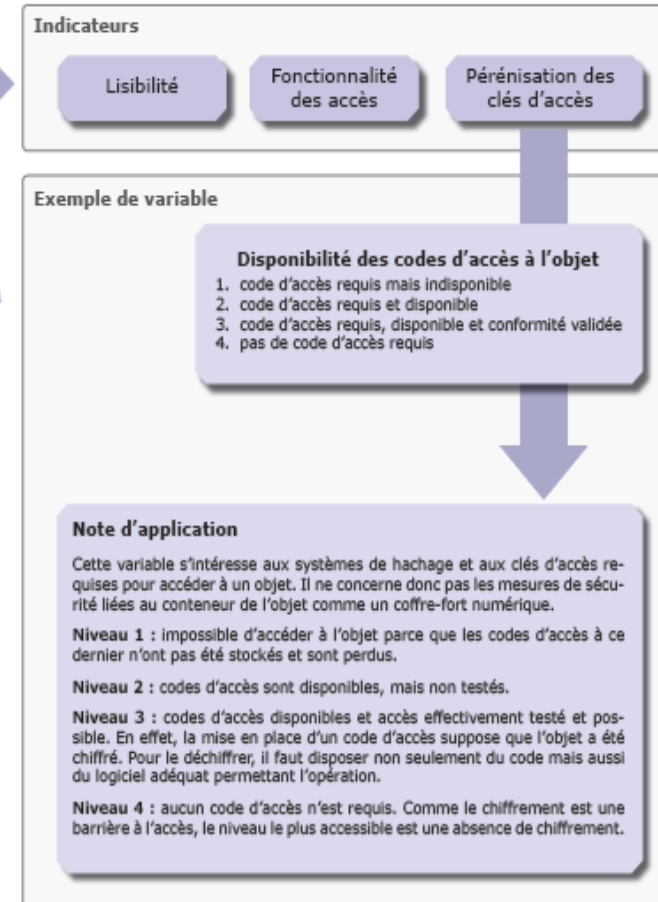 Indicateurs
Lisibilité
Fonctionnalité
des accès
Pérénisation des
clés d'accès
Exemple de variable
Disponibilité des codes d'accès à l'objet
1. code d'accès requis mais indisponible
2. code d'accès requis et disponible
3. code d'accès requis, disponible et conformité validée
4. pas de code d'accès requis
Note d'application
Cette variable s'intéresse aux systèmes de hachage et aux clés d'accès re-
quises pour accéder à un objet. Il ne concerne donc pas les mesures de sécu-
rité liées au conteneur de l'objet comme un coffre-fort numérique.
Niveau 1 : impossible d'accéder à l'objet parce que les codes d'accès à ce
dernier n'ont pas été stockés et sont perdus.
Niveau 2 : codes d'accès sont disponibles, mais non testés.
Niveau 3 : codes d'accès disponibles et accès effectivement testé et pos-
sible. En effet, la mise en place d'un code d'accès suppose que l'objet a été
chiffré. Pour le déchiffrer, il faut disposer non seulement du code mais aussi
du logiciel adéquat permettant l'opération.
Niveau 4 : aucun code d'accès n'est requis. Comme le chiffrement est une
barrière à l'accès, le niveau le plus accessible est une absence de chiffrement.